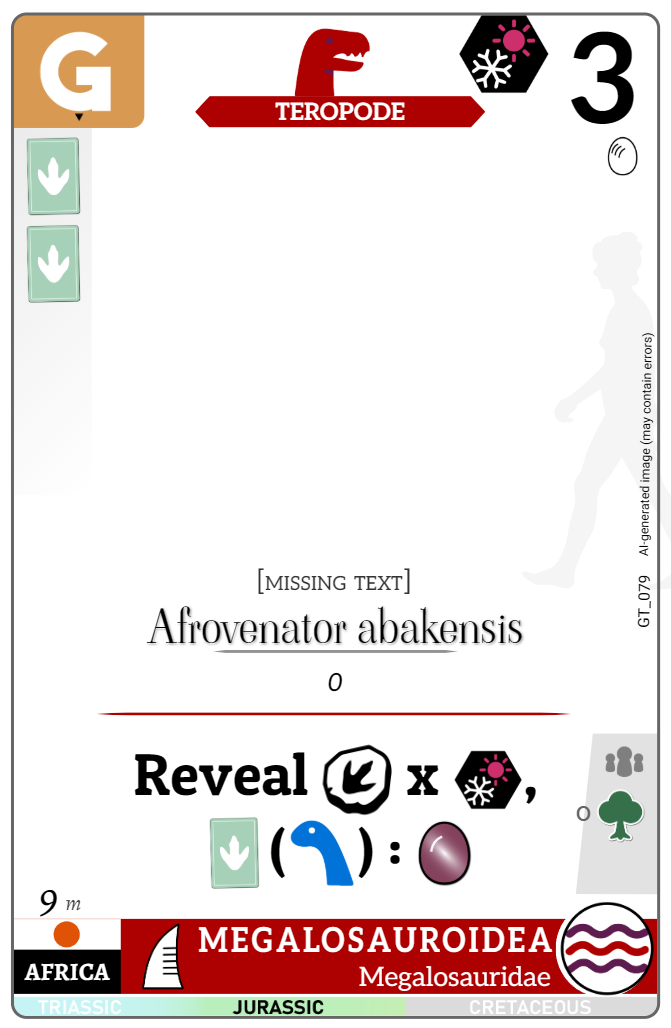 G
TEROPODE
3
AI-generated image (may contain errors)
GT_079
[MISSING TEXT]
Afrovenator abakensis
0
Reveal x ,
( ) :
0
9 m
AFRICA
MEGALOSAUROIDEA
Megalosauridae
TRIASSIC JURASSIC CRETACEOUS